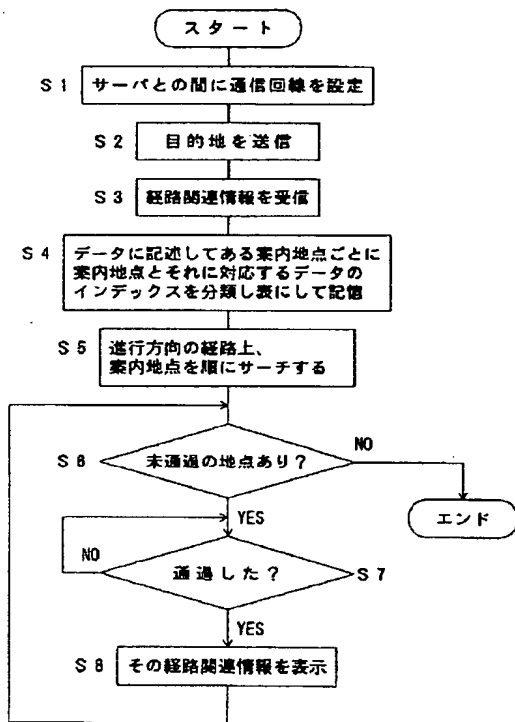 スタート
S1 サーバとの間に通信回線を設定
S2 目的地を送信
S3 経路関連情報を受信
S4 データに記述してある案内地点ごとに
案内地点とそれに対応するデータの
インデックスを分類し表にして記憶
S5 進行方向の経路上、
案内地点を順にサーチする
S6 未通過の地点あり？ NO
エンド
YES
NO 通過した？ S7
YES
S8 その経路関連情報を表示